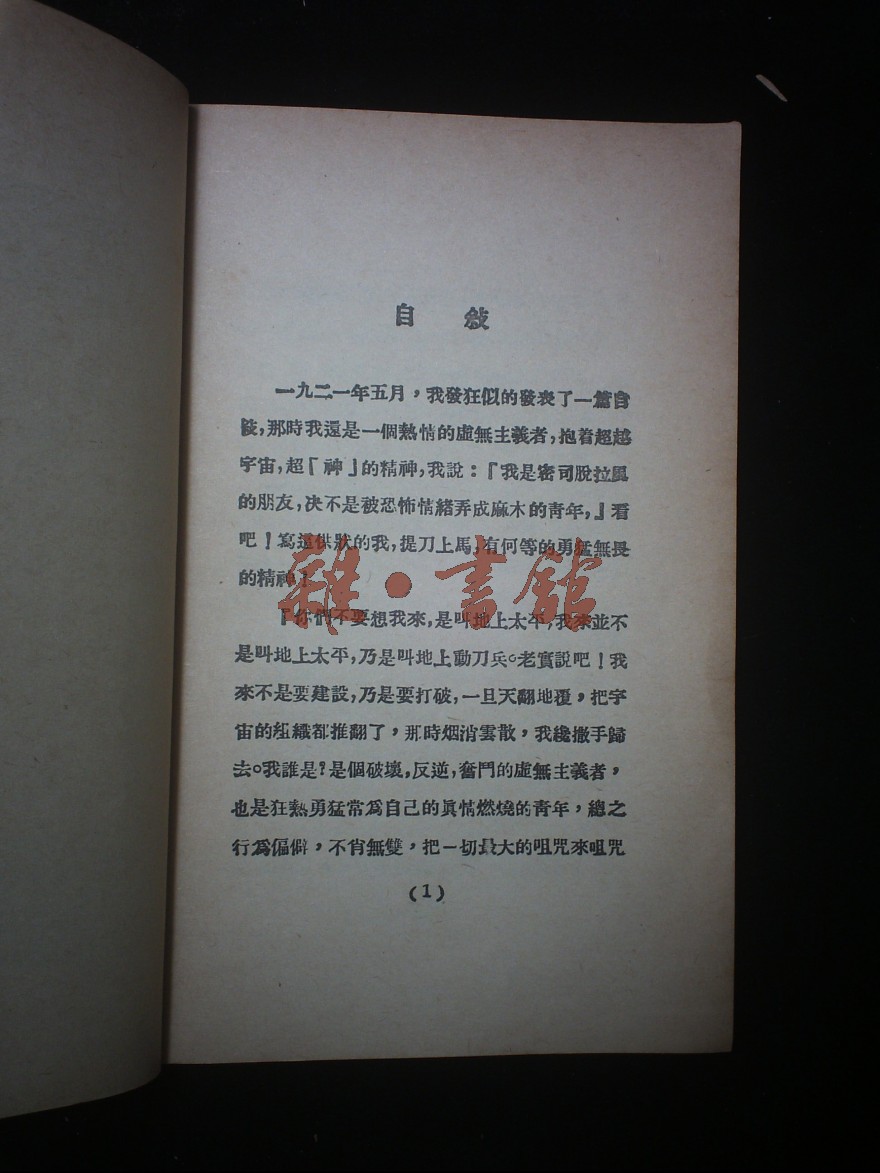 自敍
一九二一年五月，我發狂似的發表了一篇自
敍，那時我還是一個熱情的虛無主義者，抱着超越
宇宙，超「神」的精神，我說：『我是密司脫拉風
的朋友，決不是被恐怖情緒弄成麻木的靑年，』看
吧！寫這供狀的我，提刀上馬，有何等的勇猛無畏
的精神！
『你們不要想我來，是叫地上太平，我來並不
是叫地上太平，乃是叫地上動刀兵。老實說吧！我
來不是要建設，乃是要打破，一旦天翻地覆，把宇
宙的組織都推翻了，那時烟消雲散，我纔撒手歸
去。我誰是？是個破壞，反逆，奮鬥的虛無主義者，
也是狂熱勇猛常爲自己的眞情燃燒的靑年，總之
行爲偏僻，不肖無雙，把一切最大的咀咒來咀咒
(1)
雜·書館